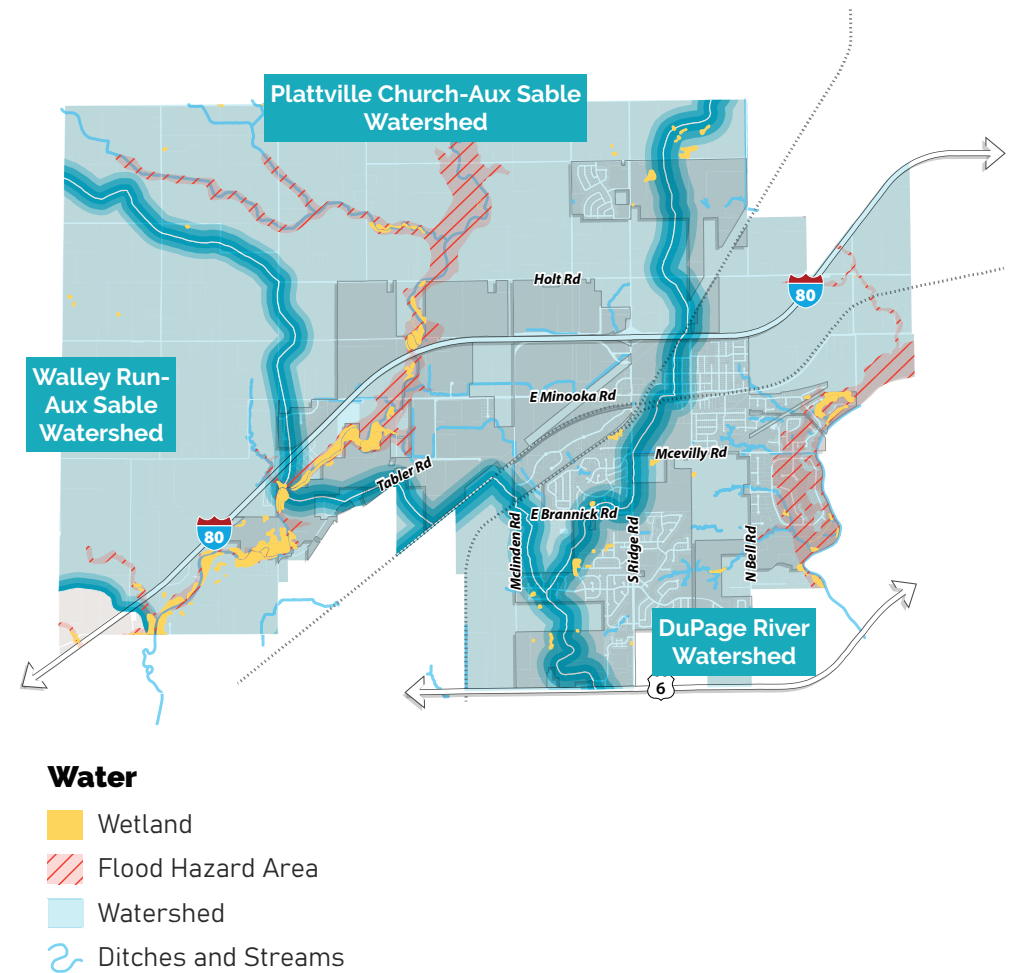 Plattville Church-Aux Sable
Watershed
Holt Rd
80
Walley Run-
Aux Sable
Watershed
E Minooka Rd
Mcevilly Rd
Tabler Rd
E Brannick Rd
80
Mclinden Rd
S Ridge Rd
N Bell Rd
DuPage River
Watershed
6
Water
Wetland
Flood Hazard Area
Watershed
Ditches and Streams